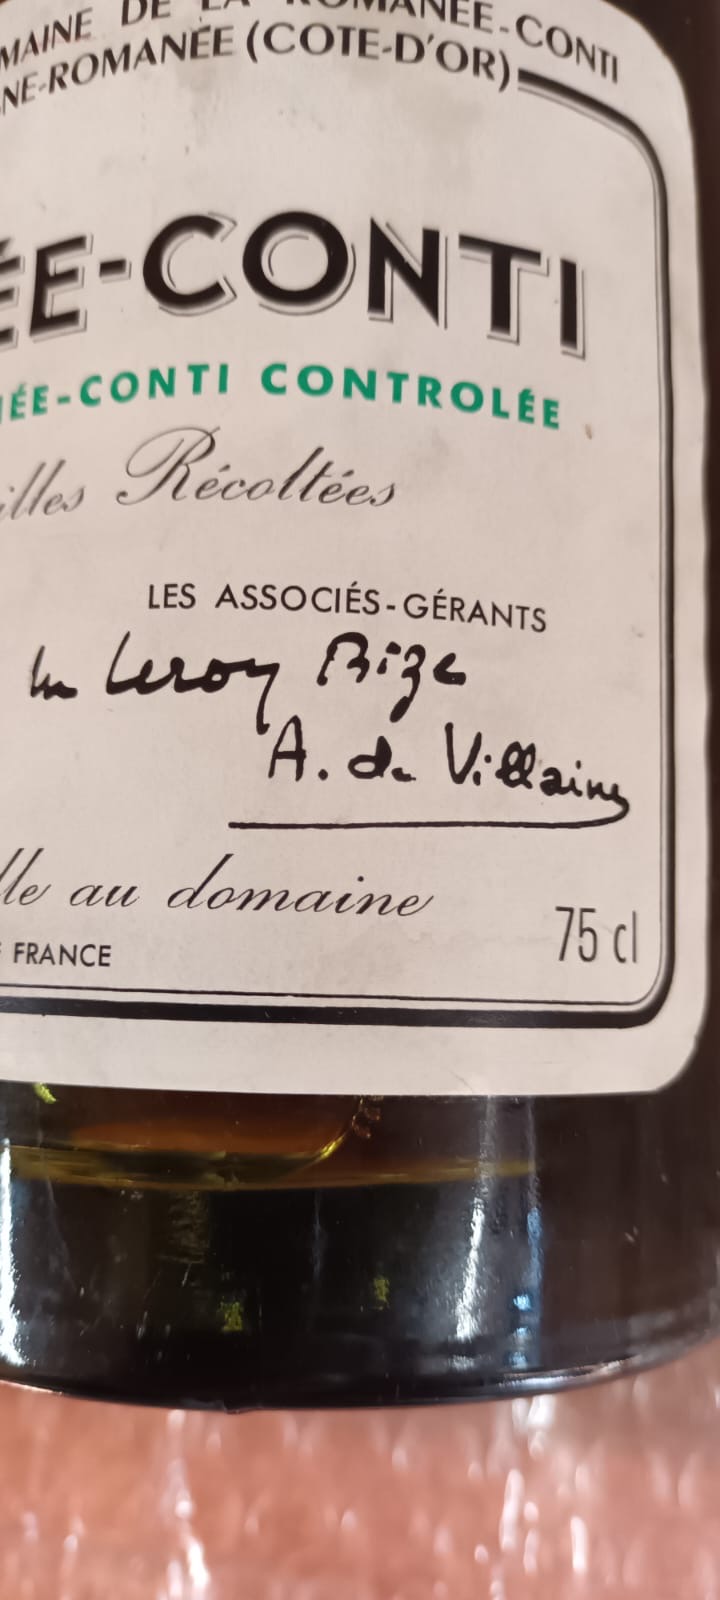 MAINE DE LA ROMANÉE-CONTI
NE-ROMANÉE (COTE-D'OR)
ÉE-CONTI
ÉE-CONTI CONTROLÉE
illes Récoltées
LES ASSOCIÉS-GÉRANTS
Leroy Bize
A. de Villaine
lle au domaine
FRANCE
75 cl